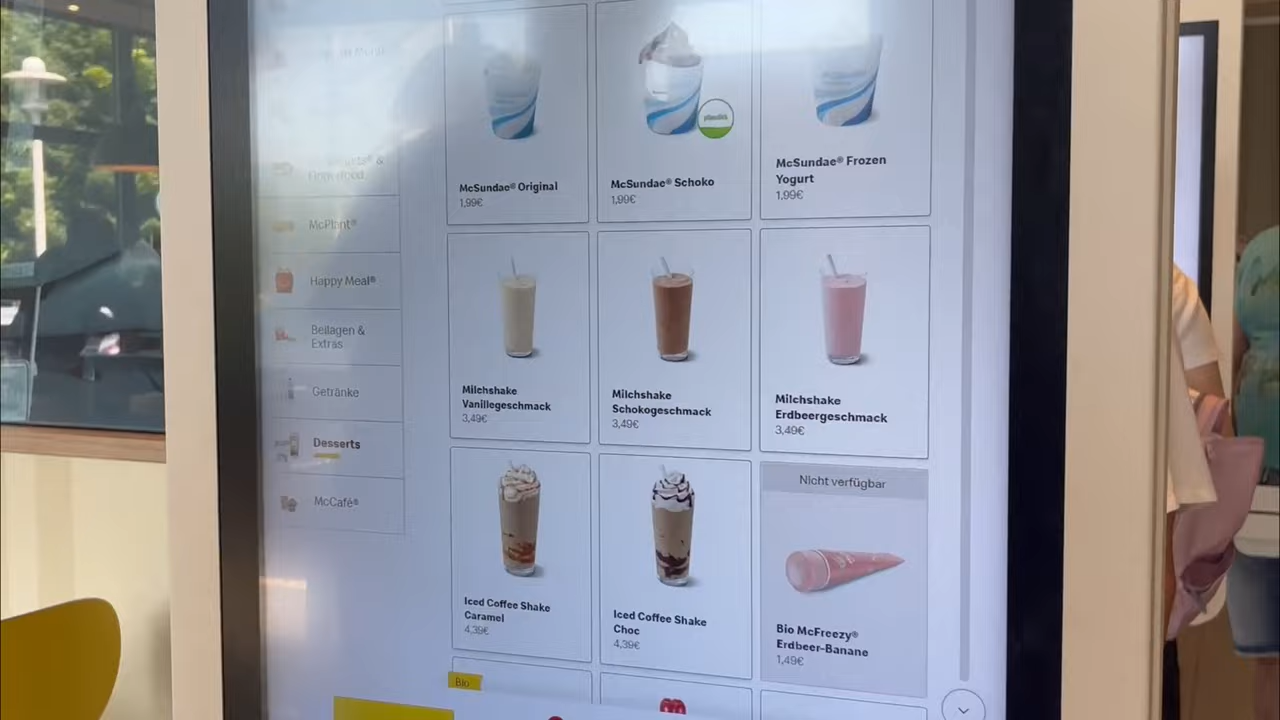 McPlant®
Happy Meal®
Beilagen &
Extras
Getränke
Desserts
McCafé®
McSundae® Original
1,99€
McSundae® Schoko
1,99€
McSundae® Frozen
Yogurt
1,99€
Milchshake
Vanillegeschmack
3,49€
Milchshake
Schokogeschmack
3,49€
Milchshake
Erdbeergeschmack
3,49€
Iced Coffee Shake
Caramel
4,39€
Iced Coffee Shake
Choc
4,39€
Nicht verfügbar
Bio McFreezy®
Erdbeer-Banane
1,49€
Bio